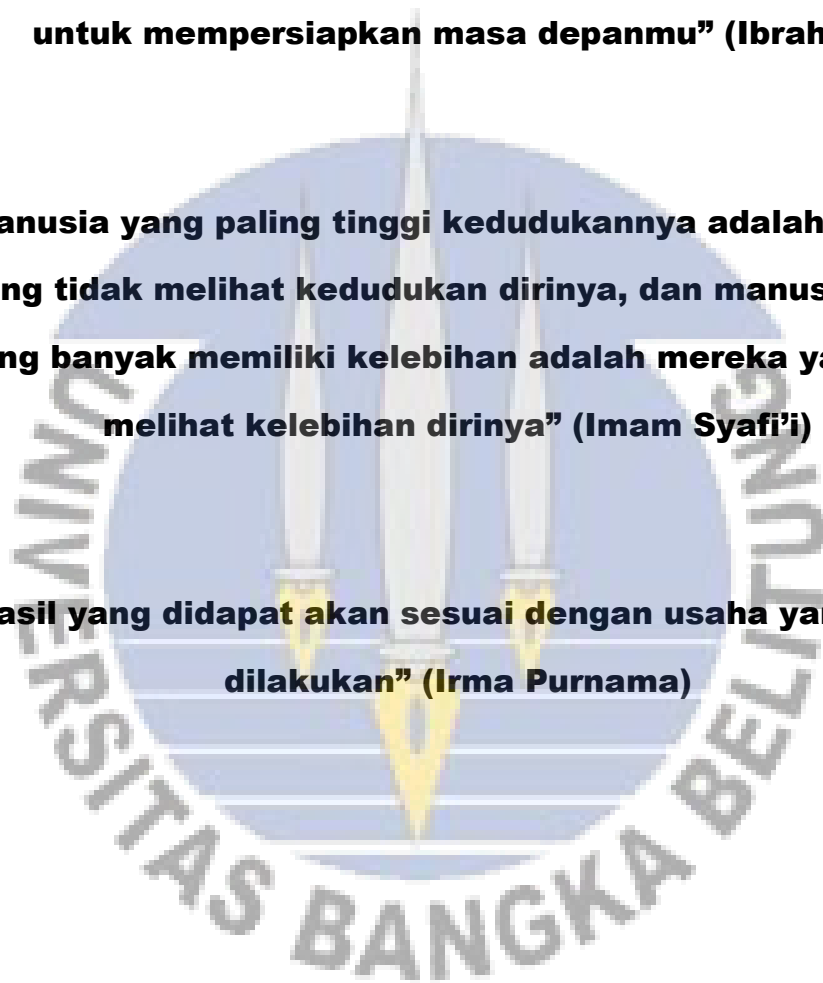 untuk mempersiapkan masa depanmu” (Ibrah
anusia yang paling tinggi kedudukannya adalah
ng tidak melihat kedudukan dirinya, dan manus
ng banyak memiliki kelebihan adalah mereka ya
melihat kelebihan dirinya” (Imam Syafi’i)
asil yang didapat akan sesuai dengan usaha yan
dilakukan” (Irma Purnama)
UNIVERSITAS BANGKA BELITUNG